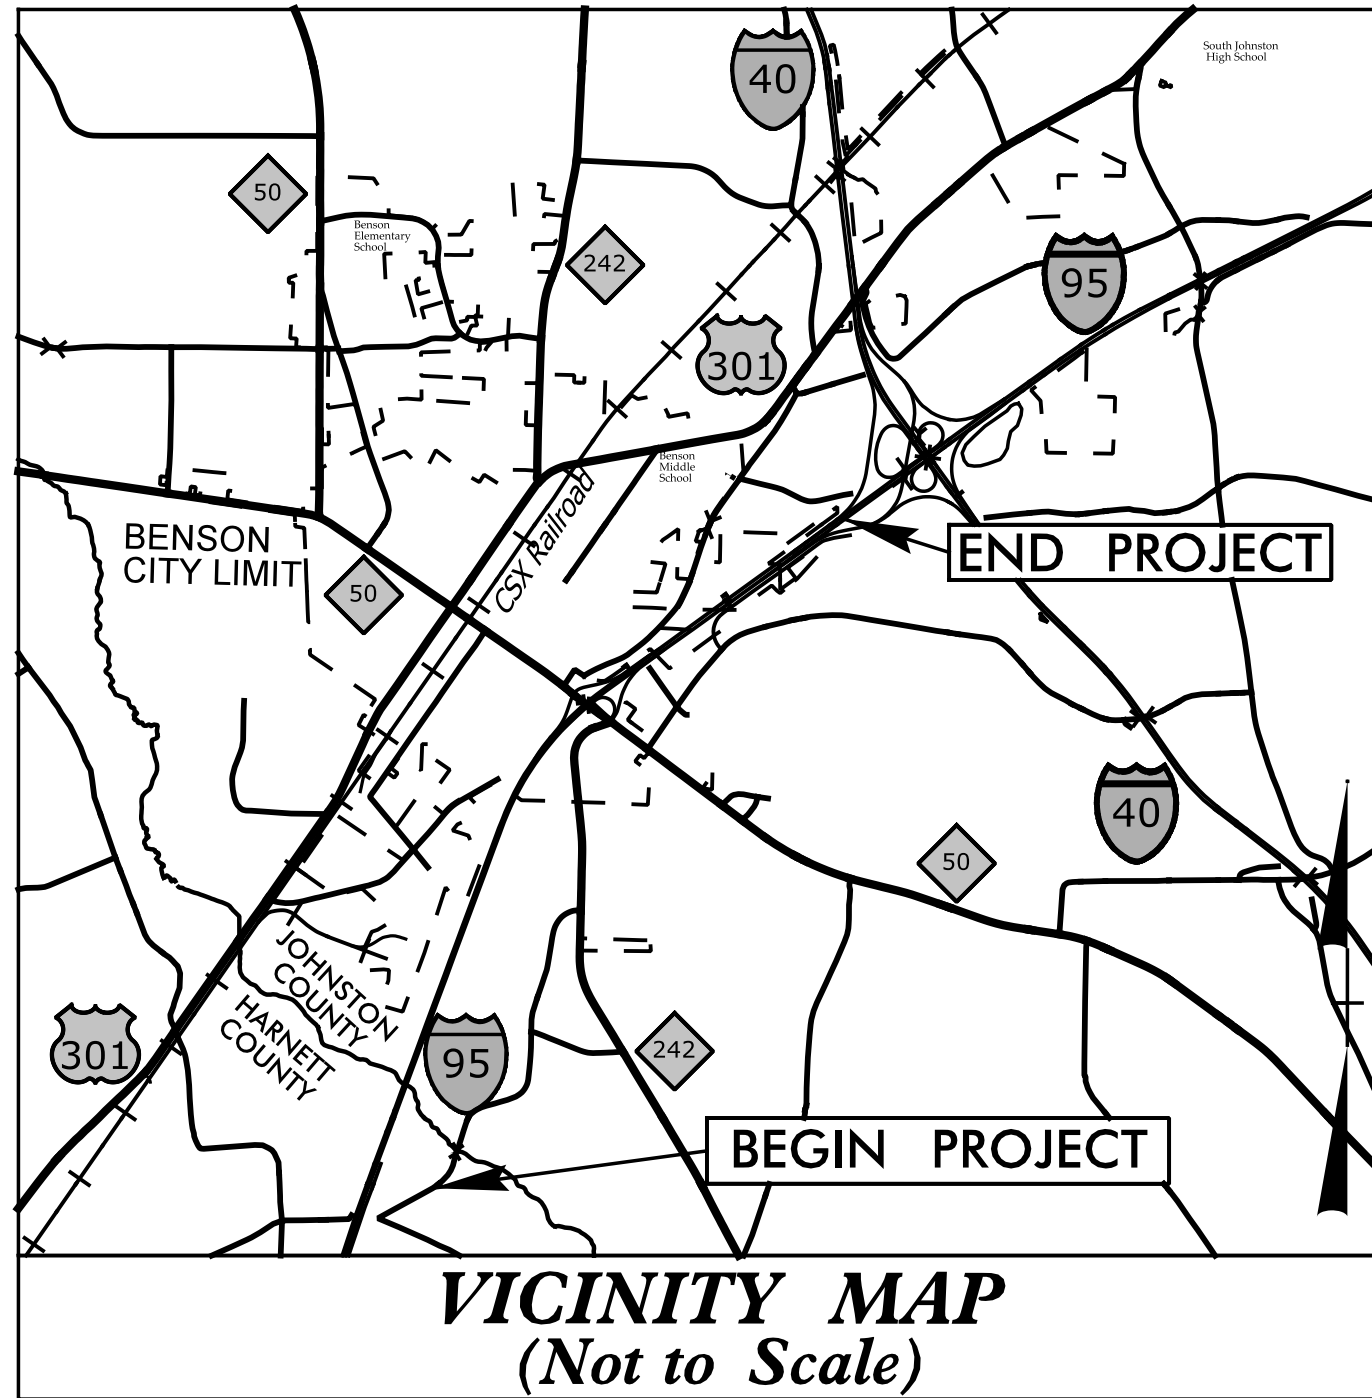 South Johnston
High School
40
50
Benson
Elementary
School
242
95
301
Benson
Middle
School
CSX Railroad
BENSON
CITY LIMIT
END PROJECT
50
40
50
JOHNSTON
COUNTY
HARNETT
COUNTY
301
95
242
BEGIN PROJECT
VICINITY MAP
(Not to Scale)